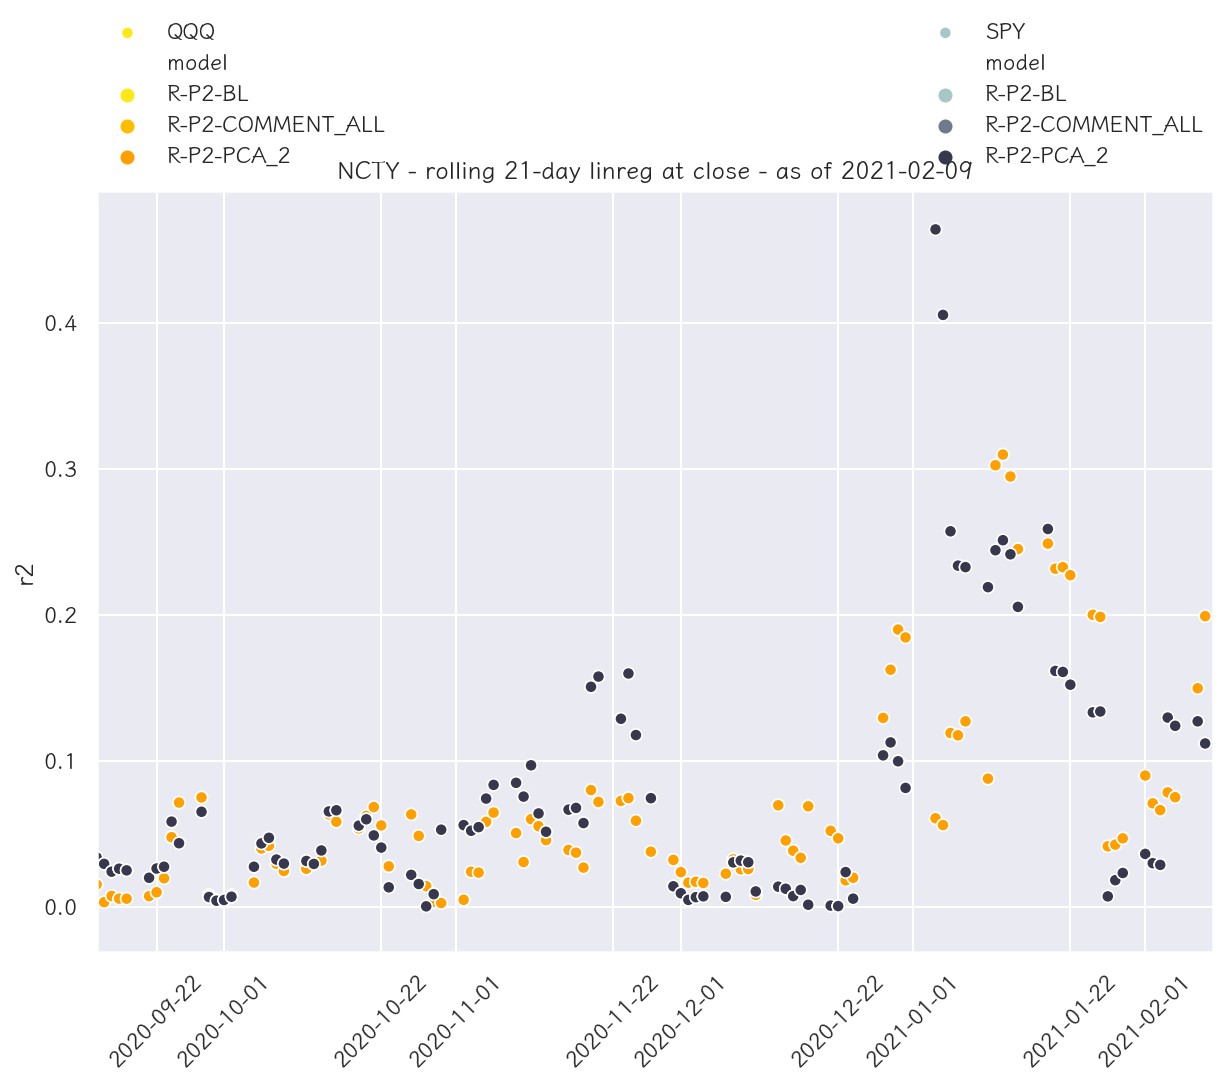 QQQ
model
R-P2-BL
R-P2-COMMENT_ALL
R-P2-PCA_2
SPY
model
R-P2-BL
R-P2-COMMENT_ALL
R-P2-PCA_2
NCTY - rolling 21-day linreg at close - as of 2021-02-09
r2
0.4
0.3
0.2
0.1
0.0
2020-09-22
2020-10-01
2020-10-22
2020-11-01
2020-11-22
2020-12-01
2020-12-22
2021-01-01
2021-01-22
2021-02-01